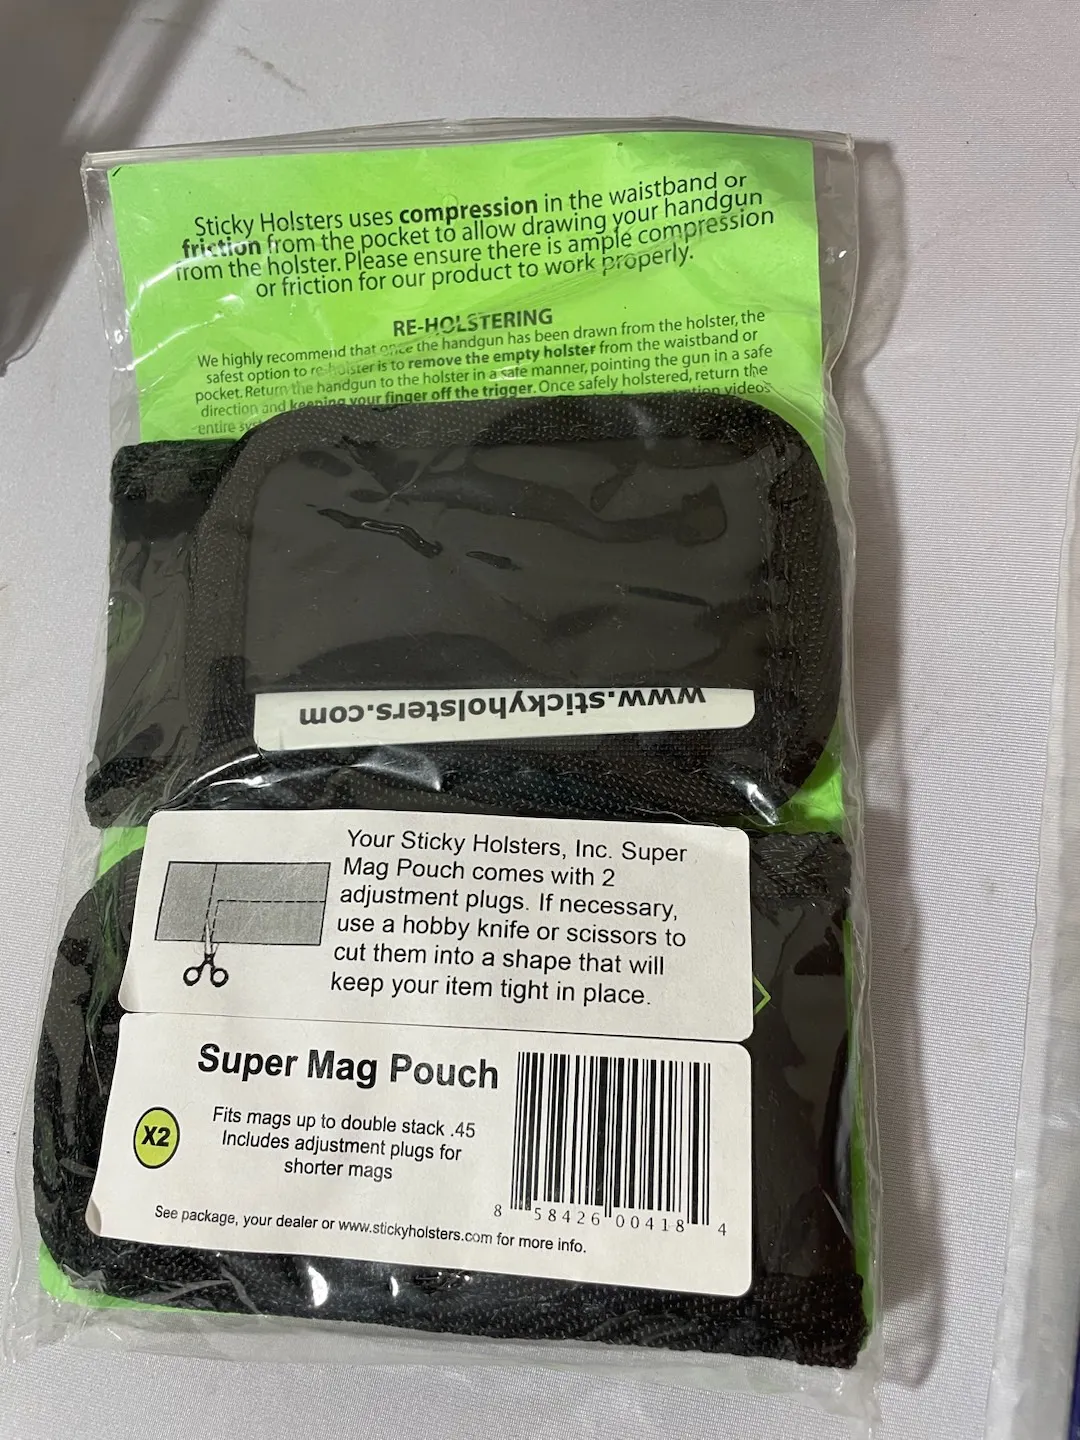 Sticky Holsters uses compression in the waistband or
friction from the pocket to allow drawing your handgun
from the holster. Please ensure there is ample compression
or friction for our product to work properly.
RE-HOLSTERING
We highly recommend that once the handgun has been drawn from the holster, the
safest option to re-holster is to remove the empty holster from the waistband or
pocket. Return the handgun to the holster in a safe manner, pointing the gun in a safe
direction and keeping your finger off the trigger. Once safely holstered, return the
entire videos
www.stickyholsters.com
Your Sticky Holsters, Inc. Super
Mag Pouch comes with 2
adjustment plugs. If necessary,
use a hobby knife or scissors to
cut them into a shape that will
keep your item tight in place.
Super Mag Pouch
X2
Fits mags up to double stack .45
Includes adjustment plugs for
shorter mags
8 58426 00418 4
See package, your dealer or www.stickyholsters.com for more info.